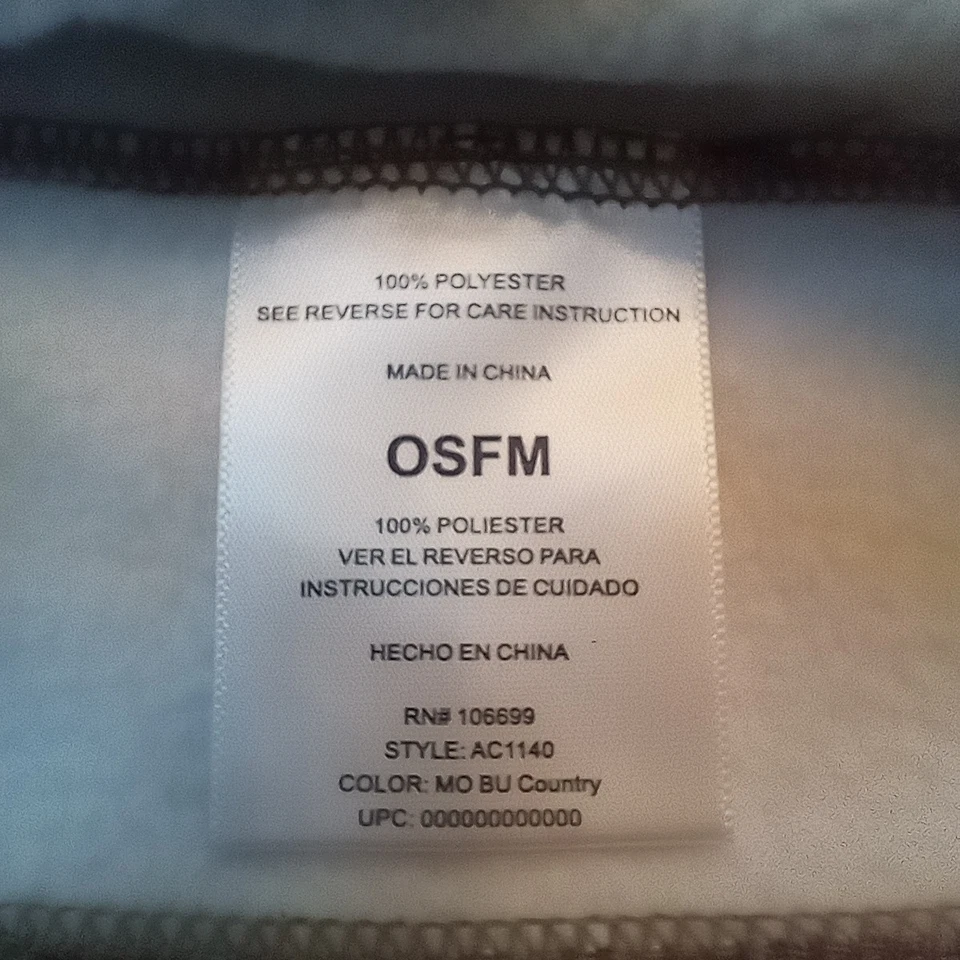 100% POLYESTER
SEE REVERSE FOR CARE INSTRUCTION
MADE IN CHINA
OSFM
100% POLIESTER
VER EL REVERSO PARA
INSTRUCCIONES DE CUIDADO
HECHO EN CHINA
RN# 106699
STYLE: AC1140
COLOR: MO BU Country
UPC: 000000000000